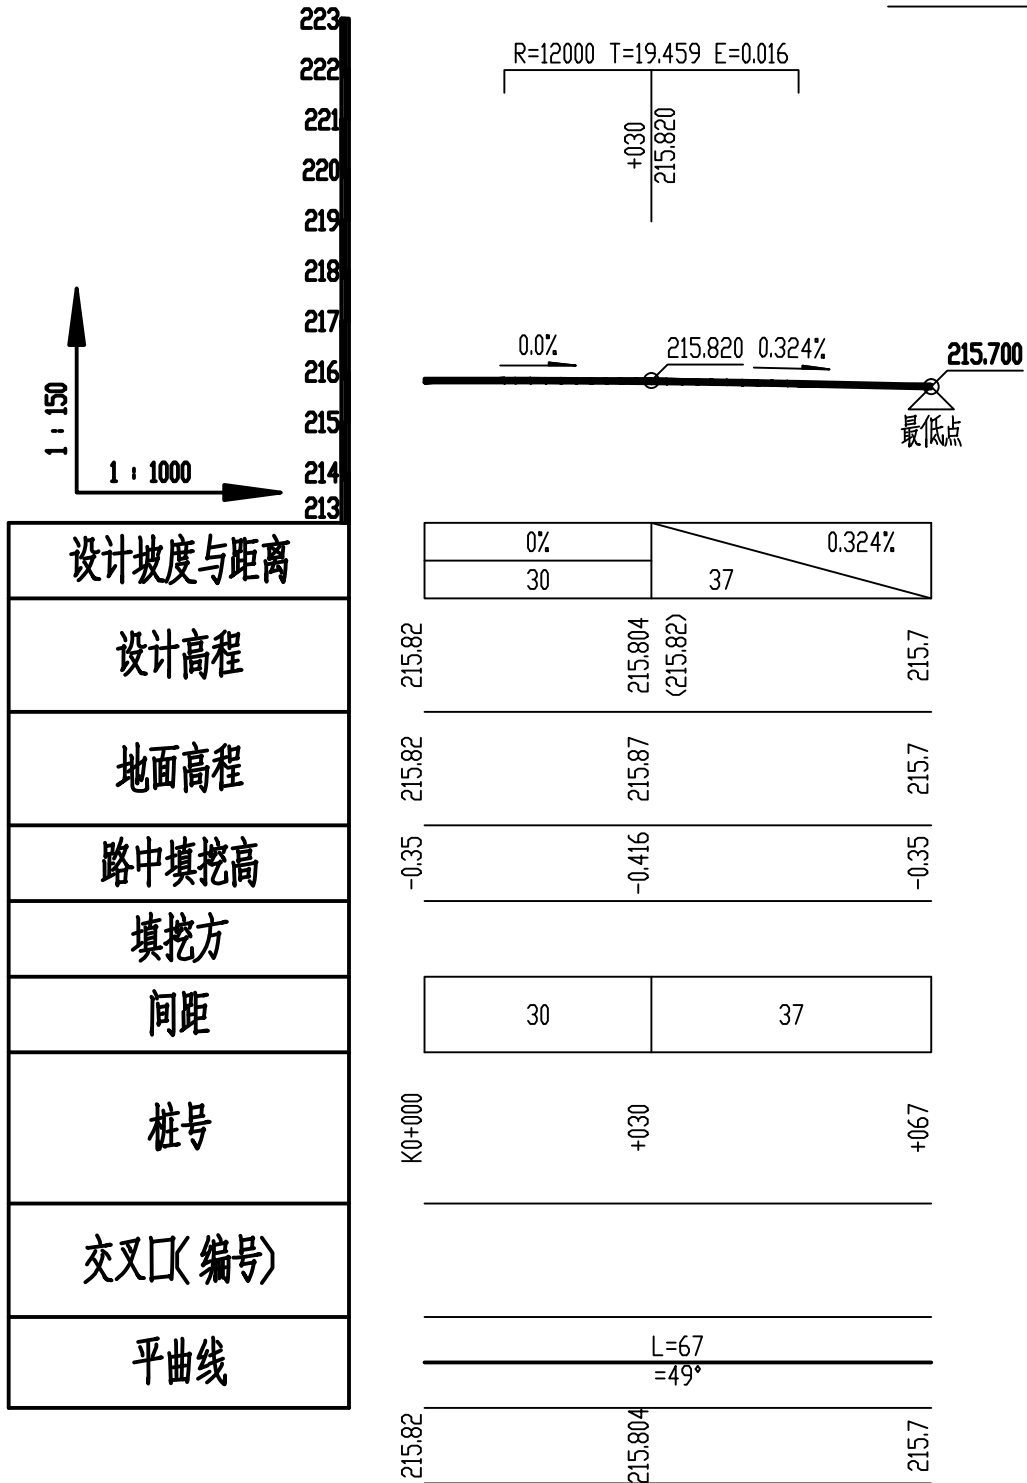 223
R=12000 T=19.459 E=0.016
222
221
+030
215.820
220
219
218
217
0.0%
215.820
0.324%
215.700
216
最低点
215
1 : 150
214
1 : 1000
213
设计坡度与距离
0%
0.324%
30
37
设计高程
215.82
215.804
(215.82)
215.7
地面高程
215.82
215.87
215.7
路中填挖高
-0.35
-0.416
-0.35
填挖方
间距
30
37
桩号
K0+000
+030
+067
交叉口(编号)
平曲线
L=67
=49°
215.82
215.804
215.7